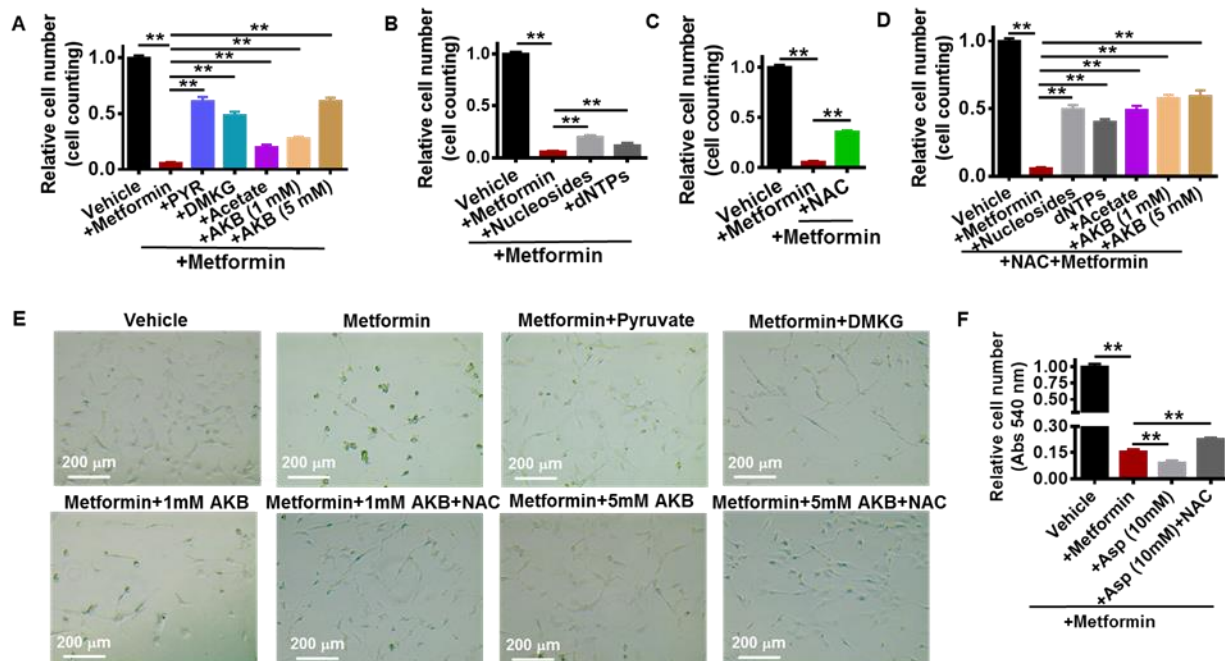 A
Relative cell number
(cell counting)
1.0
0.5
0.0
**
**
**
**
**
**
Vehicle
+Metformin
+PYR
+DMKG
+Acetate
+AKB (1 mM)
+AKB (5 mM)
+Metformin
B
Relative cell number
(cell counting)
1.0
0.5
0.0
**
**
**
Vehicle
+Metformin
+Nucleosides
+dNTPs
+Metformin
C
Relative cell number
(cell counting)
1.0
0.5
0.0
**
**
Vehicle
+Metformin
+NAC
+Metformin
D
Relative cell number
(cell counting)
1.0
0.5
0.0
**
**
**
**
**
**
Vehicle
+Metformin
+Nucleosides
dNTPs
+Acetate
+AKB (1 mM)
+AKB (5 mM)
+NAC+Metformin
E
Vehicle
Metformin
Metformin+Pyruvate
Metformin+DMKG
200 μm
200 μm
200 μm
200 μm
Metformin+1mM AKB
Metformin+1mM AKB+NAC
Metformin+5mM AKB
Metformin+5mM AKB+NAC
200 μm
200 μm
200 μm
200 μm
F
Relative cell number
(Abs 540 nm)
1.00
0.75
0.30
0.15
0.00
**
**
**
Vehicle
+Metformin
+Asp (10mM)
+Asp (10mM)+NAC
+Metformin